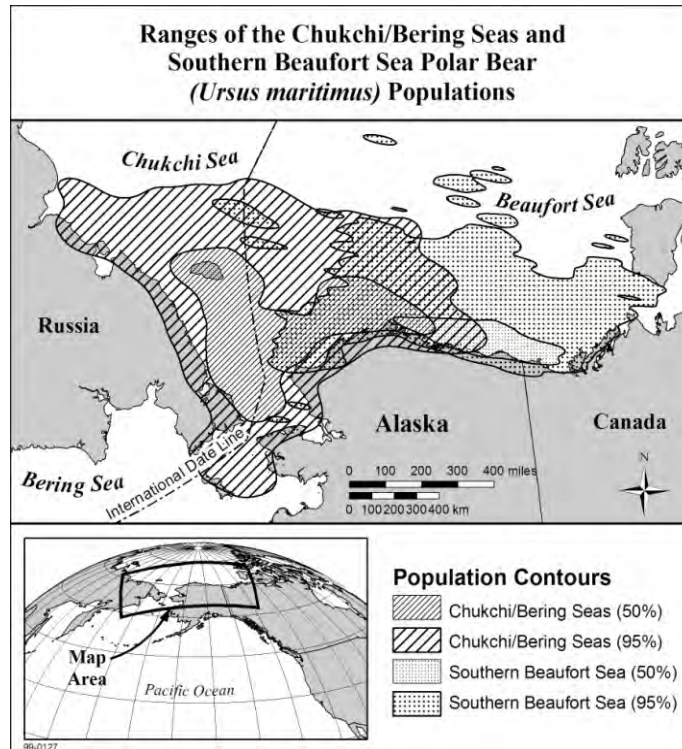 Ranges of the Chukchi/Bering Seas and
Southern Beaufort Sea Polar Bear
(Ursus maritimus) Populations
Chukchi Sea
Beaufort Sea
Russia
Alaska
Canada
Bering Sea
International Date Line
N
0 100 200 300 400 miles
0 100 200 300 400 km
Map
Area
Pacific Ocean
99-0127
Population Contours
Chukchi/Bering Seas (50%)
Chukchi/Bering Seas (95%)
Southern Beaufort Sea (50%)
Southern Beaufort Sea (95%)